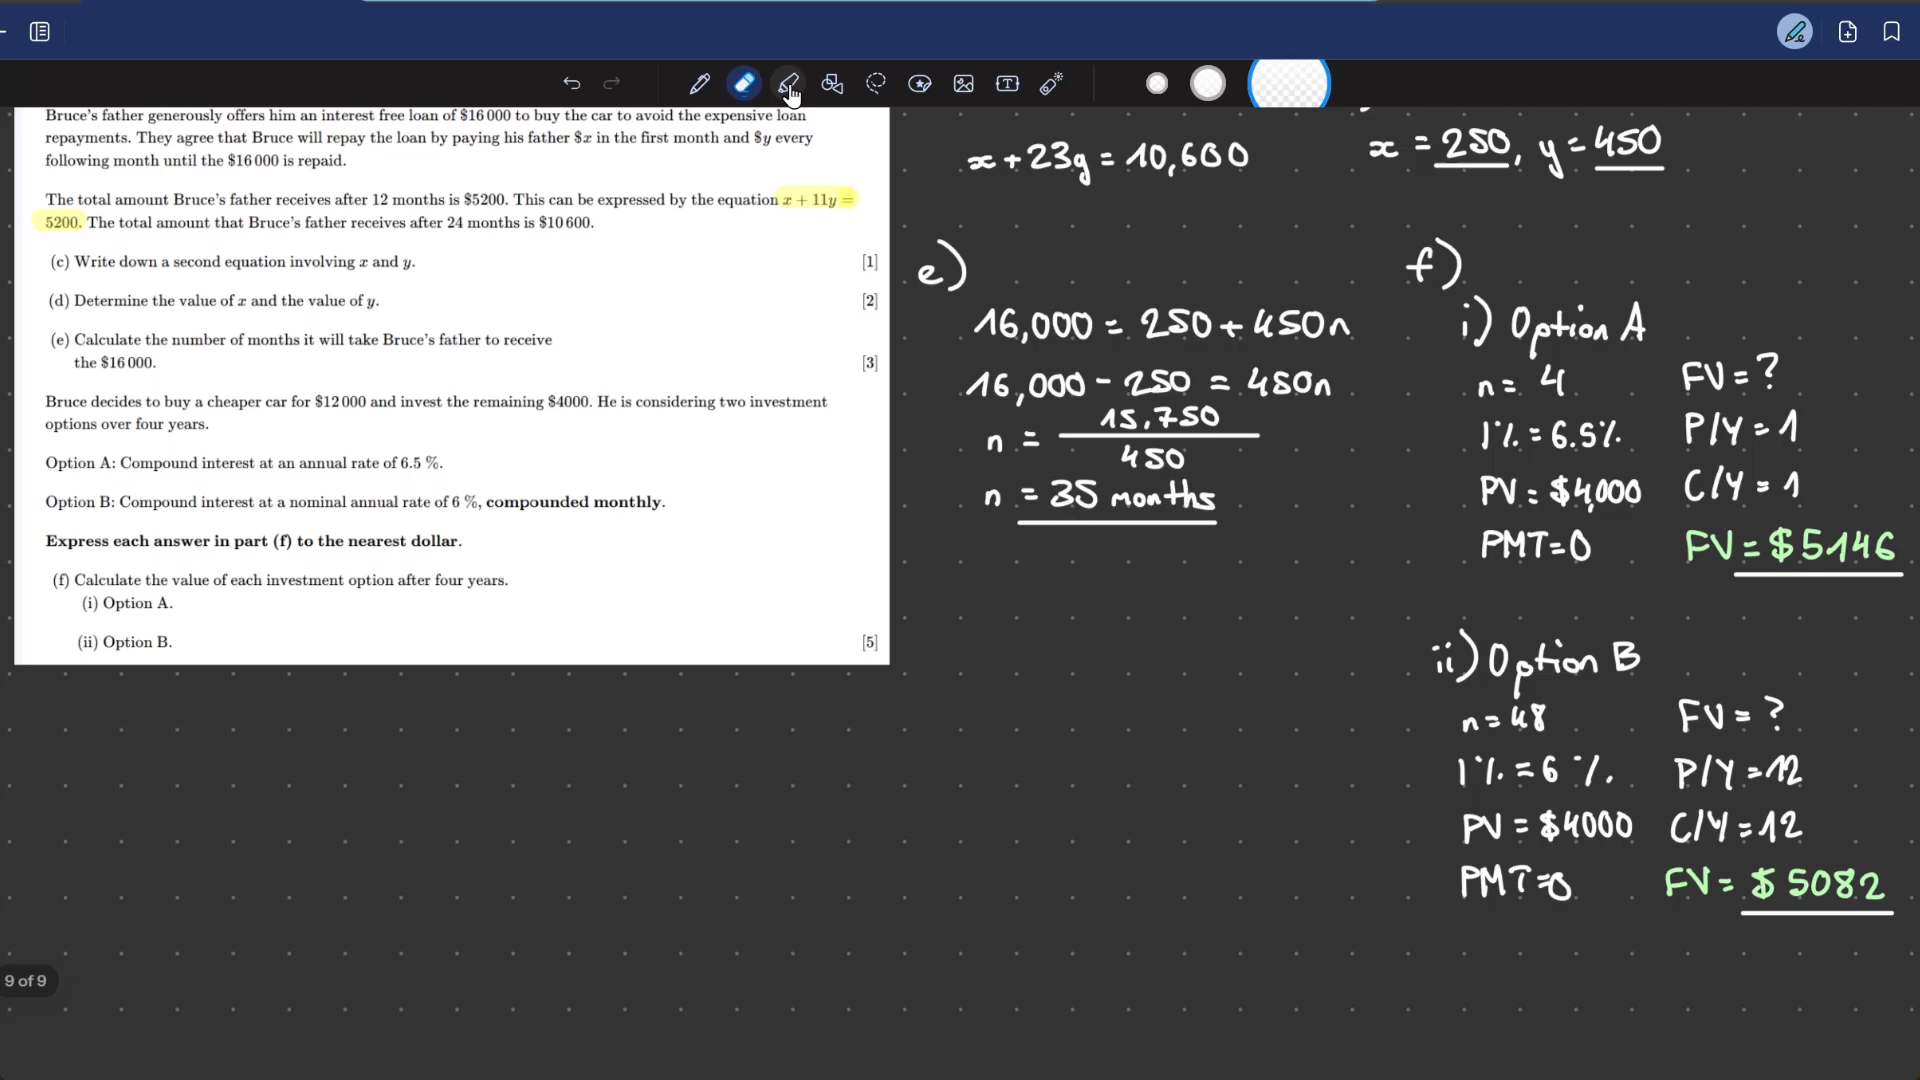 Bruce's father generously offers him an interest free loan of $16 000 to buy the car to avoid the expensive loan
repayments. They agree that Bruce will repay the loan by paying his father $x in the first month and $y every
following month until the $16 000 is repaid.
The total amount Bruce's father receives after 12 months is $5200. This can be expressed by the equation x + 11y =
5200. The total amount that Bruce's father receives after 24 months is $10 600.
(c) Write down a second equation involving x and y. [1]
(d) Determine the value of x and the value of y. [2]
(e) Calculate the number of months it will take Bruce's father to receive
the $16 000. [3]
Bruce decides to buy a cheaper car for $12 000 and invest the remaining $4000. He is considering two investment
options over four years.
Option A: Compound interest at an annual rate of 6.5 %.
Option B: Compound interest at a nominal annual rate of 6 %, compounded monthly.
Express each answer in part (f) to the nearest dollar.
(f) Calculate the value of each investment option after four years.
(i) Option A.
(ii) Option B. [5]
9 of 9
x + 23y = 10,600
x = 250, y = 450
e)
16,000 = 250 + 450n
16,000 - 250 = 450n
n = 15,750 / 450
n = 35 months
f)
i) Option A
n = 4
I% = 6.5%
PV = $4,000
PMT = 0
FV = ?
P/Y = 1
C/Y = 1
FV = $5146
ii) Option B
n = 48
I% = 6%
PV = $4000
PMT = 0
FV = ?
P/Y = 12
C/Y = 12
FV = $5082